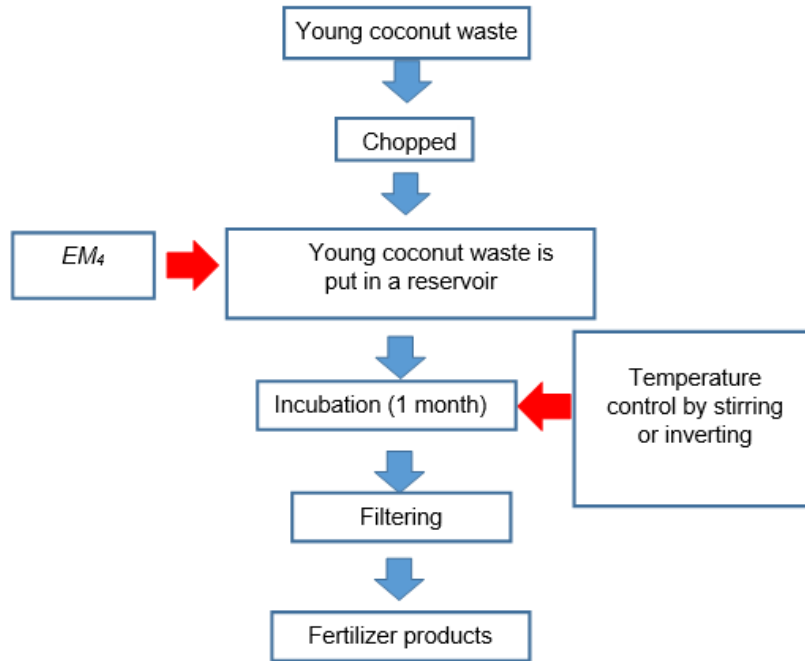 Young coconut waste
Chopped
EM₄
Young coconut waste is
put in a reservoir
Incubation (1 month)
Temperature
control by stirring
or inverting
Filtering
Fertilizer products